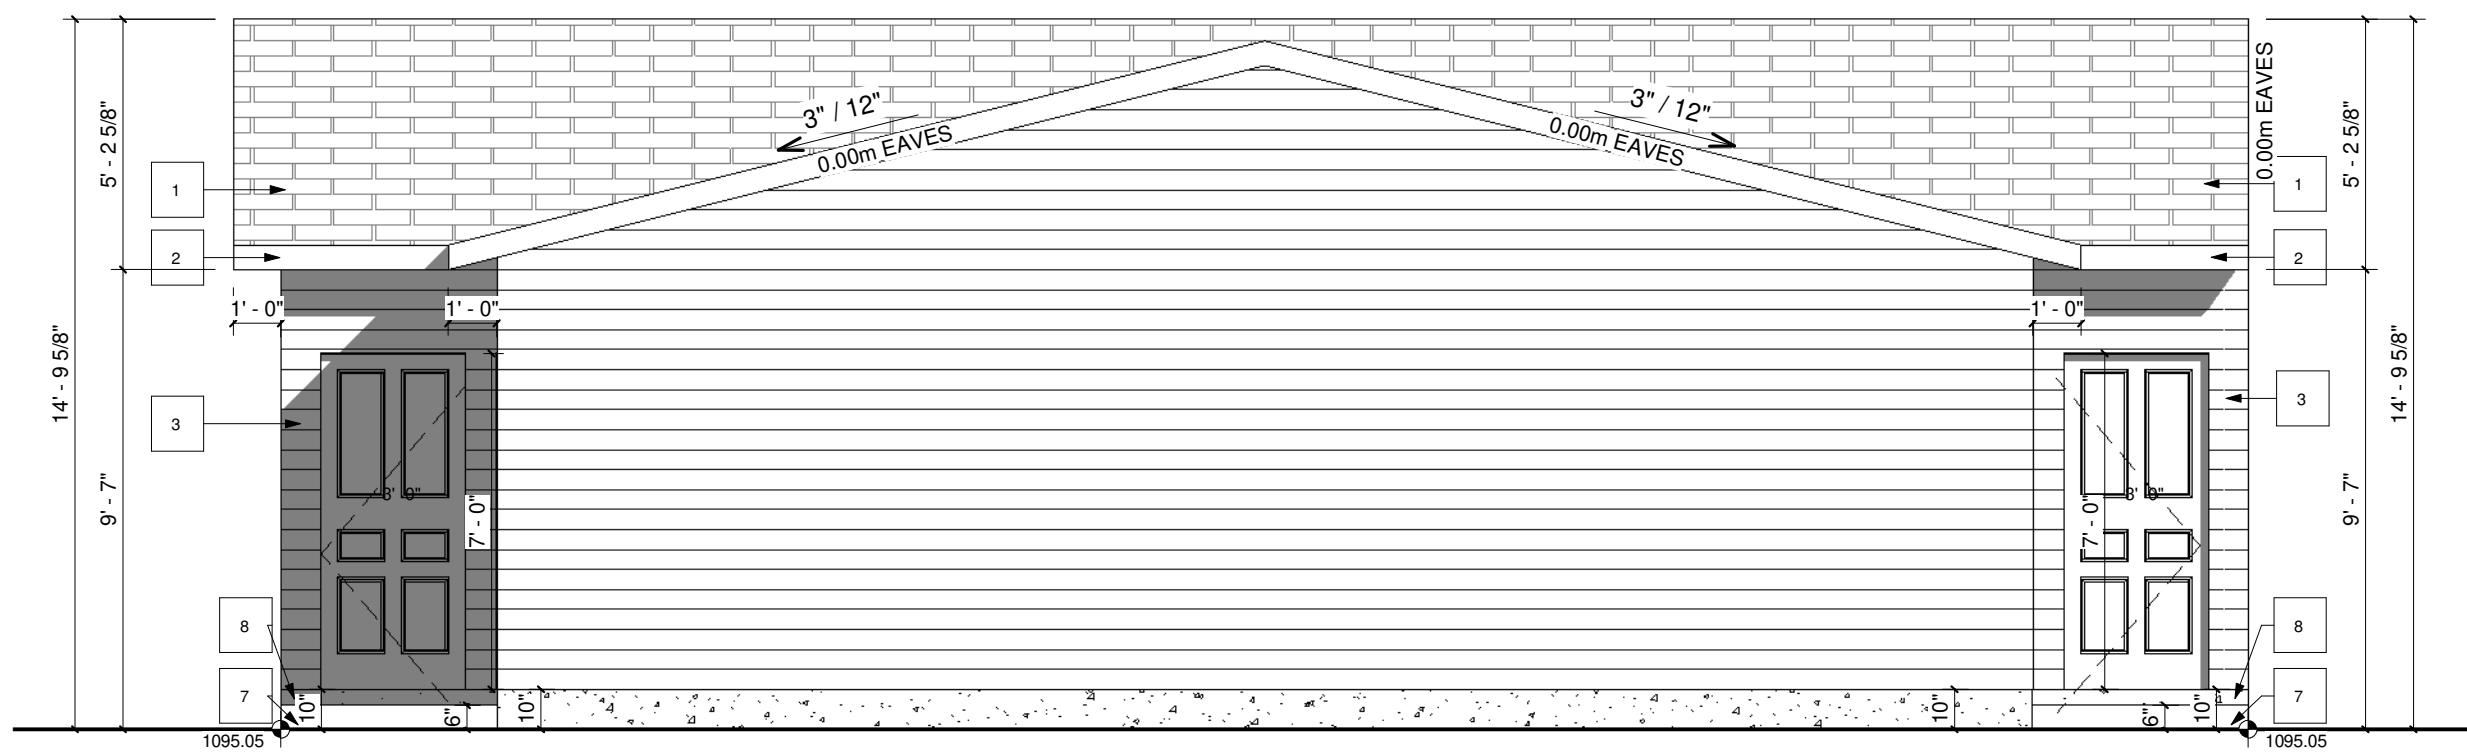 0.00m EAVES
3" / 12"
3" / 12"
0.00m EAVES
0.00m EAVES
5' - 2 5/8"
5' - 2 5/8"
1
1
2
2
1' - 0"
1' - 0"
1' - 0"
14' - 9 5/8"
14' - 9 5/8"
3
3
9' - 7"
9' - 7"
3' 0"
3' 0"
7' - 0"
7' - 0"
8
8
7
7
10"
6"
10"
10"
6"
10"
1095.05
1095.05